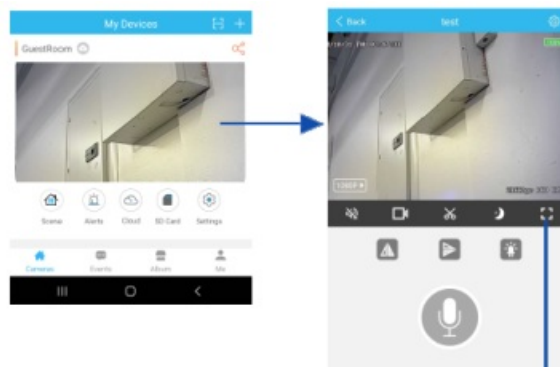 My Devices
GuestRoom
Scene
Alerts
Cloud
SD Card
Settings
Cameras
Events
Album
Me
Back
test
1080P